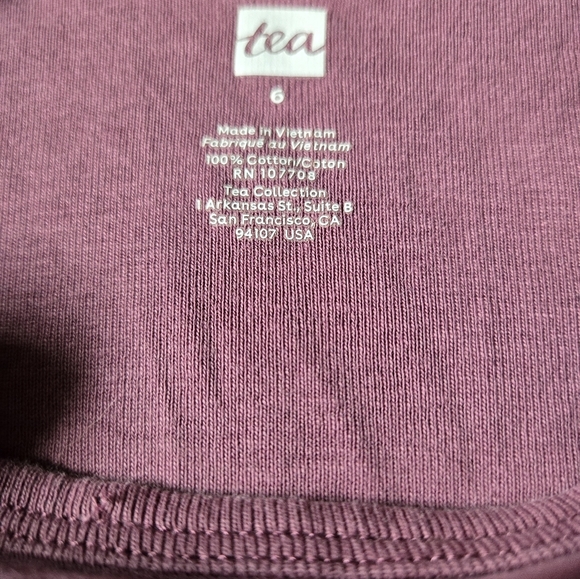 tea
6
Made in Vietnam
Fabriqué au Vietnam
100% Cotton/Coton
RN 107708
Tea Collection
1 Arkansas St., Suite B
San Francisco, CA
94107 USA